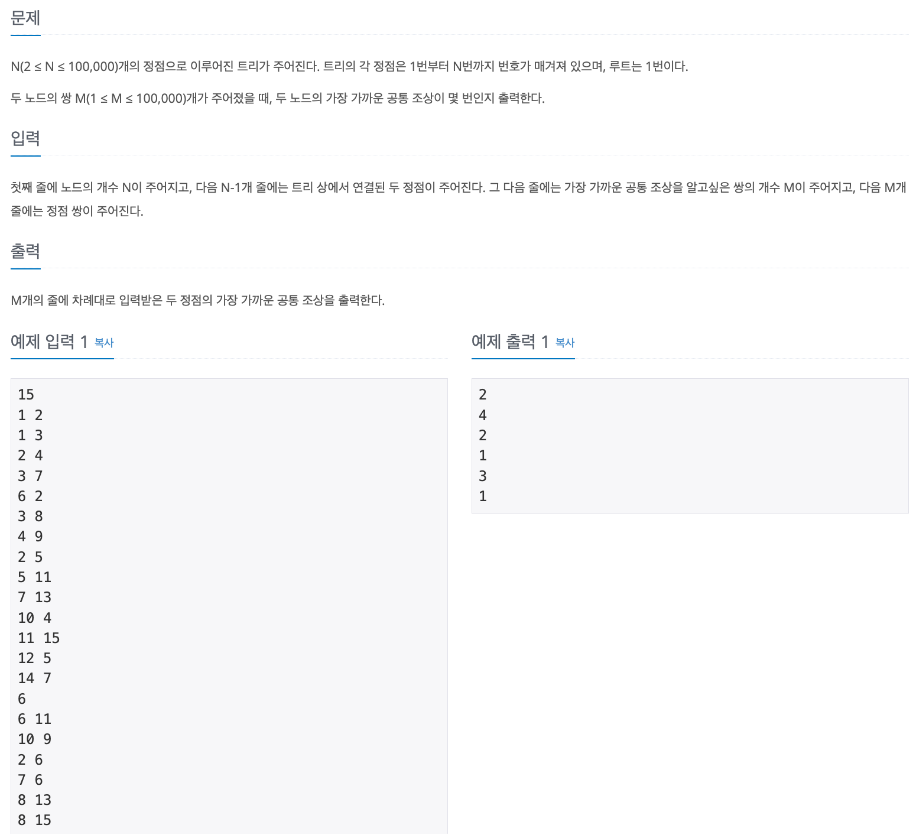 문제
N(2 ≤ N ≤ 100,000)개의 정점으로 이루어진 트리가 주어진다. 트리의 각 정점은 1번부터 N번까지 번호가 매겨져 있으며, 루트는 1번이다.
두 노드의 쌍 M(1 ≤ M ≤ 100,000)개가 주어졌을 때, 두 노드의 가장 가까운 공통 조상이 몇 번인지 출력한다.
입력
첫째 줄에 노드의 개수 N이 주어지고, 다음 N-1개 줄에는 트리 상에서 연결된 두 정점이 주어진다. 그 다음 줄에는 가장 가까운 공통 조상을 알고싶은 쌍의 개수 M이 주어지고, 다음 M개
줄에는 정점 쌍이 주어진다.
출력
M개의 줄에 차례대로 입력받은 두 정점의 가장 가까운 공통 조상을 출력한다.
예제 입력 1 복사
15
1 2
1 3
2 4
3 7
6 2
3 8
4 9
2 5
5 11
7 13
10 4
11 15
12 5
14 7
6
6 11
10 9
2 6
7 6
8 13
8 15
예제 출력 1 복사
2
4
2
1
3
1